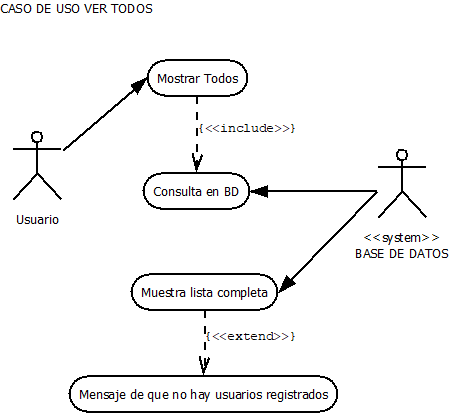 CASO DE USO VER TODOS
Mostrar Todos
{<<include>>}
Usuario
Consulta en BD
<<system>>
BASE DE DATOS
Muestra lista completa
{<<extend>>}
Mensaje de que no hay usuarios registrados